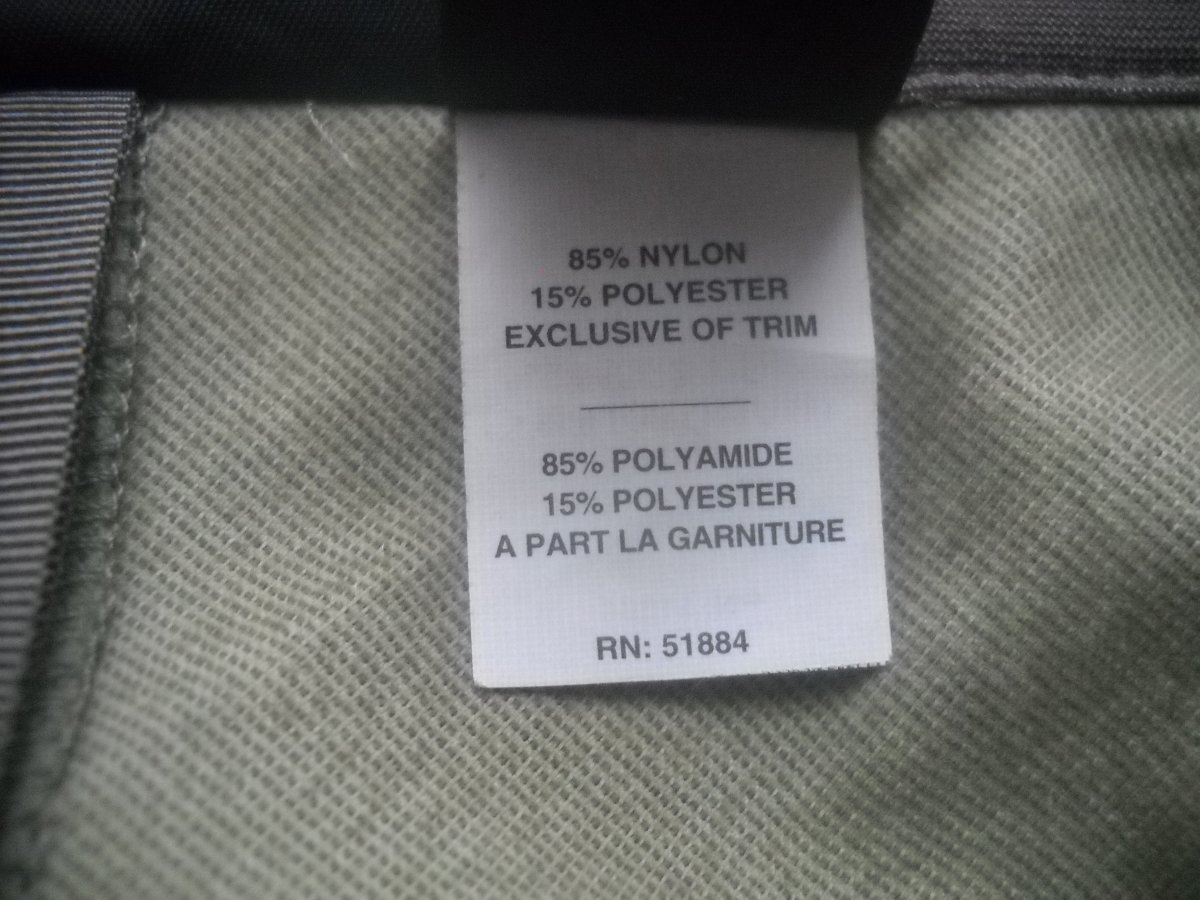 85% NYLON
15% POLYESTER
EXCLUSIVE OF TRIM
85% POLYAMIDE
15% POLYESTER
A PART LA GARNITURE
RN: 51884